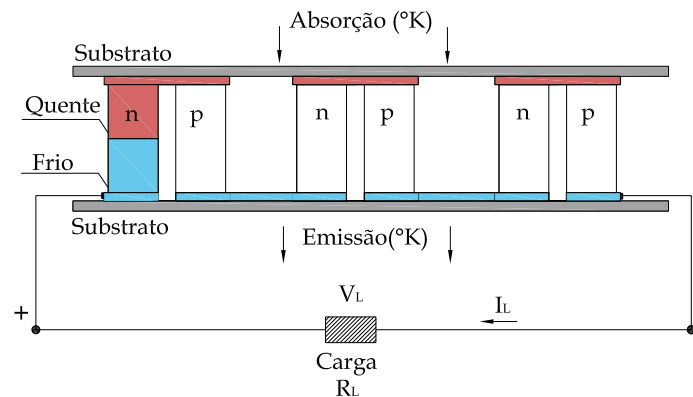 Absorção (°K)
Substrato
Quente
n
p
n
p
n
p
Frio
Substrato
Emissão(°K)
+
VL
IL
Carga
RL